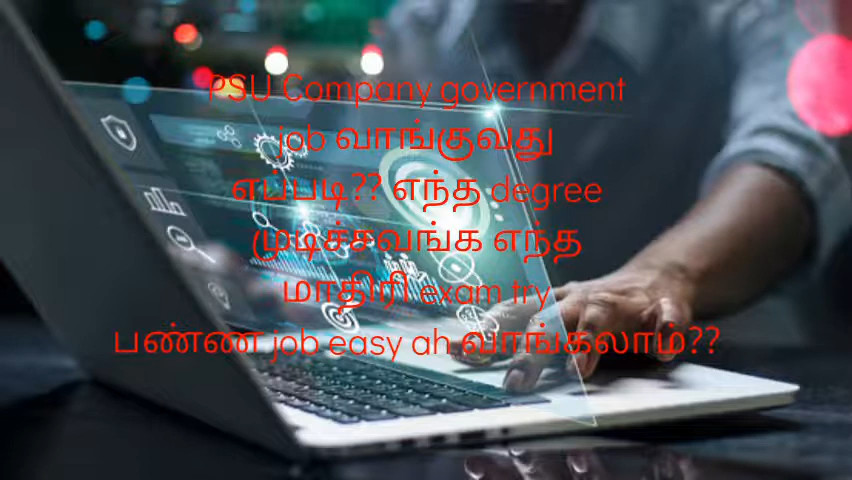 PSU Company government
job வாங்குவது
எப்படி?? எந்த degree
முடிச்சவங்க எந்த
மாதிரி exam try
பண்ண job easy ah வாங்கலாம்??